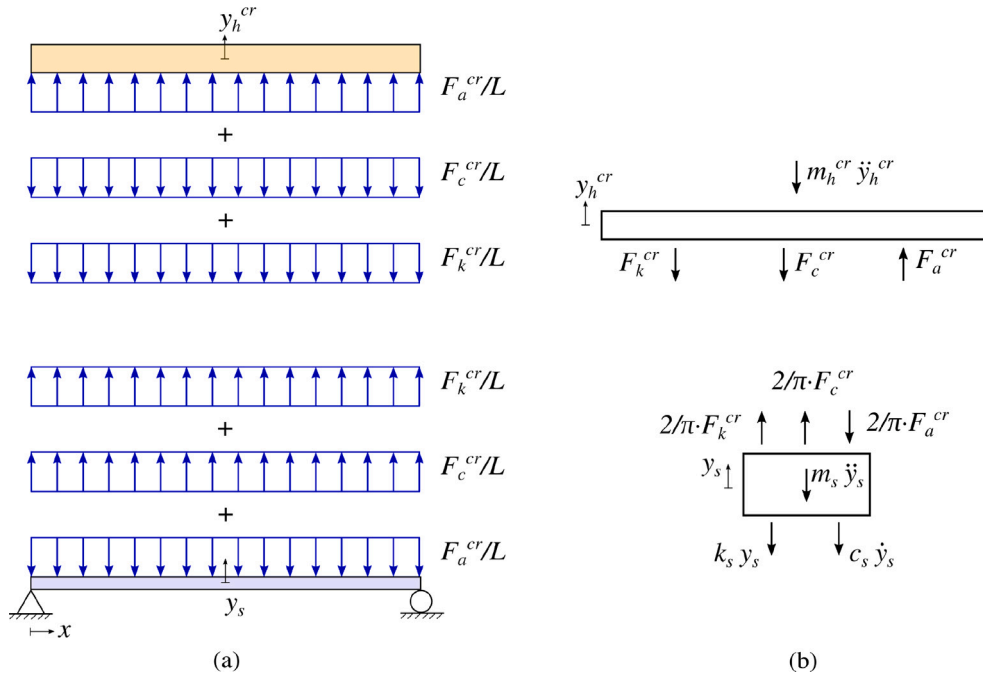 y_h^cr
F_a^cr/L
+
F_c^cr/L
+
F_k^cr/L
F_k^cr/L
+
F_c^cr/L
+
F_a^cr/L
y_s
x
(a)
m_h^cr ÿ_h^cr
y_h^cr
F_k^cr F_c^cr F_a^cr
2/π·F_c^cr
2/π·F_k^cr 2/π·F_a^cr
y_s m_s ÿ_s
k_s y_s c_s ẏ_s
(b)